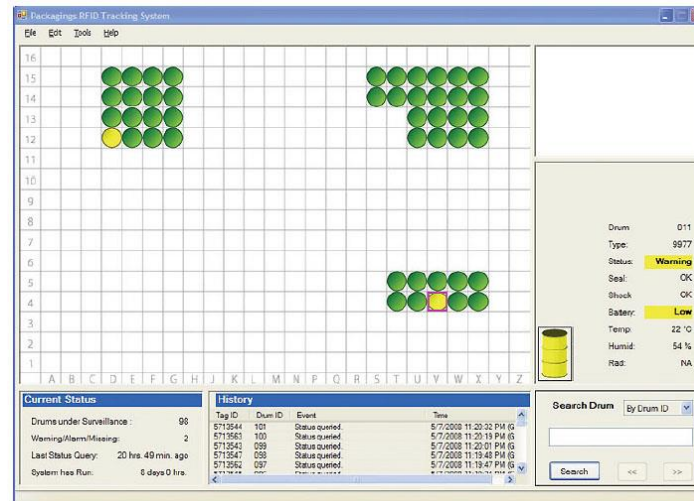 Packagings RFID Tracking System
File Edit Tools Help
16
15
14
13
12
11
10
9
8
7
6
5
4
3
2
1
A B C D E F G H J K L M N P Q R S T U V W X Y Z
Drum 011
Type: 9977
Status: Warning
Seal: OK
Shock OK
Battery: Low
Temp. 22 °C
Humid: 54 %
Rad: NA
Current Status
Drums under Surveillance : 98
Warning/Alarm/Missing: 2
Last Status Query: 20 hrs. 49 min. ago
System has Run: 8 days 0 hrs.
History
Tag ID Drum ID Event Time
5713544 101 Status queried. 5/7/2008 11:20:32 PM (G
5713563 100 Status queried. 5/7/2008 11:20:19 PM (G
5713543 099 Status queried. 5/7/2008 11:20:01 PM (G
5713547 098 Status queried. 5/7/2008 11:19:48 PM (G
5713562 097 Status queried. 5/7/2008 11:19:47 PM (G
Search Drum By Drum ID
Search << >>